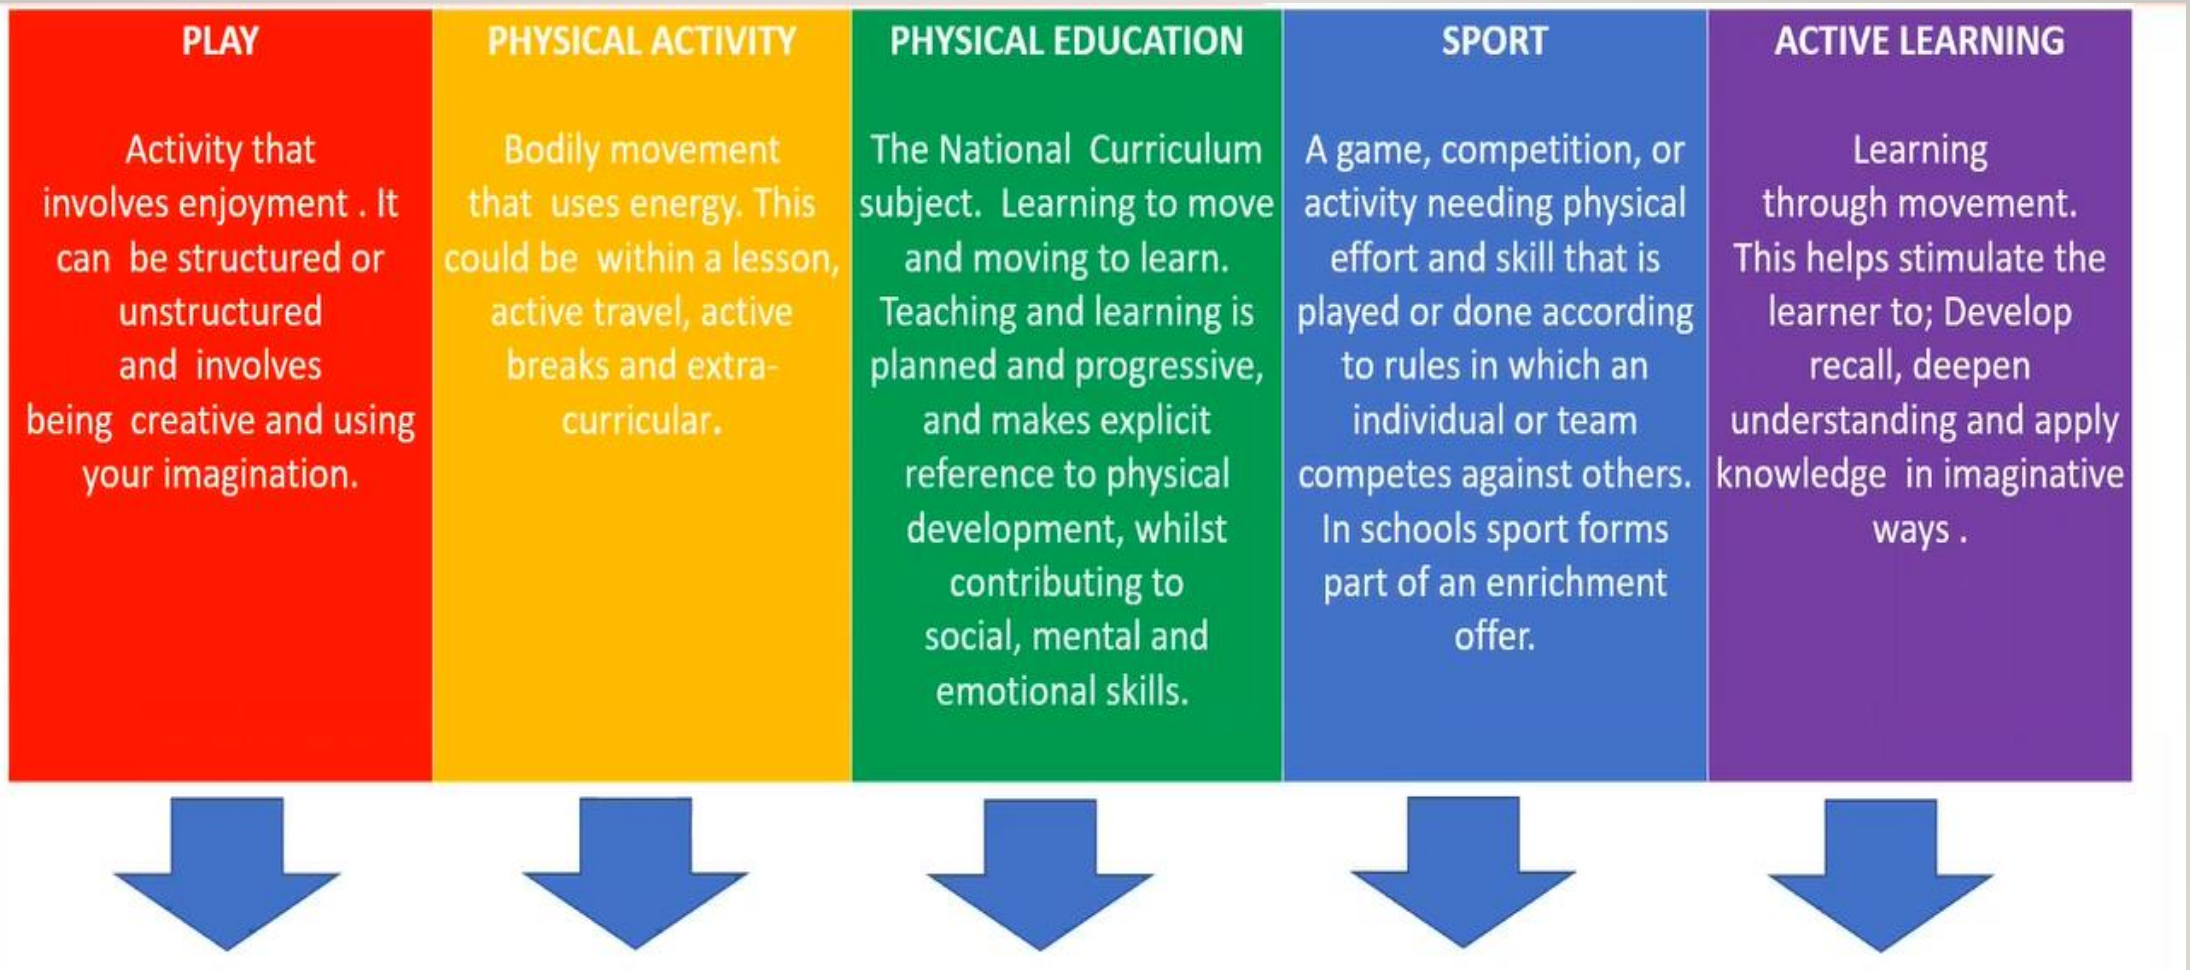 PLAY
Activity that
involves enjoyment . It
can be structured or
unstructured
and involves
being creative and using
your imagination.
PHYSICAL ACTIVITY
Bodily movement
that uses energy. This
could be within a lesson,
active travel, active
breaks and extra-
curricular.
PHYSICAL EDUCATION
The National Curriculum
subject. Learning to move
and moving to learn.
Teaching and learning is
planned and progressive,
and makes explicit
reference to physical
development, whilst
contributing to
social, mental and
emotional skills.
SPORT
A game, competition, or
activity needing physical
effort and skill that is
played or done according
to rules in which an
individual or team
competes against others.
In schools sport forms
part of an enrichment
offer.
ACTIVE LEARNING
Learning
through movement.
This helps stimulate the
learner to; Develop
recall, deepen
understanding and apply
knowledge in imaginative
ways .